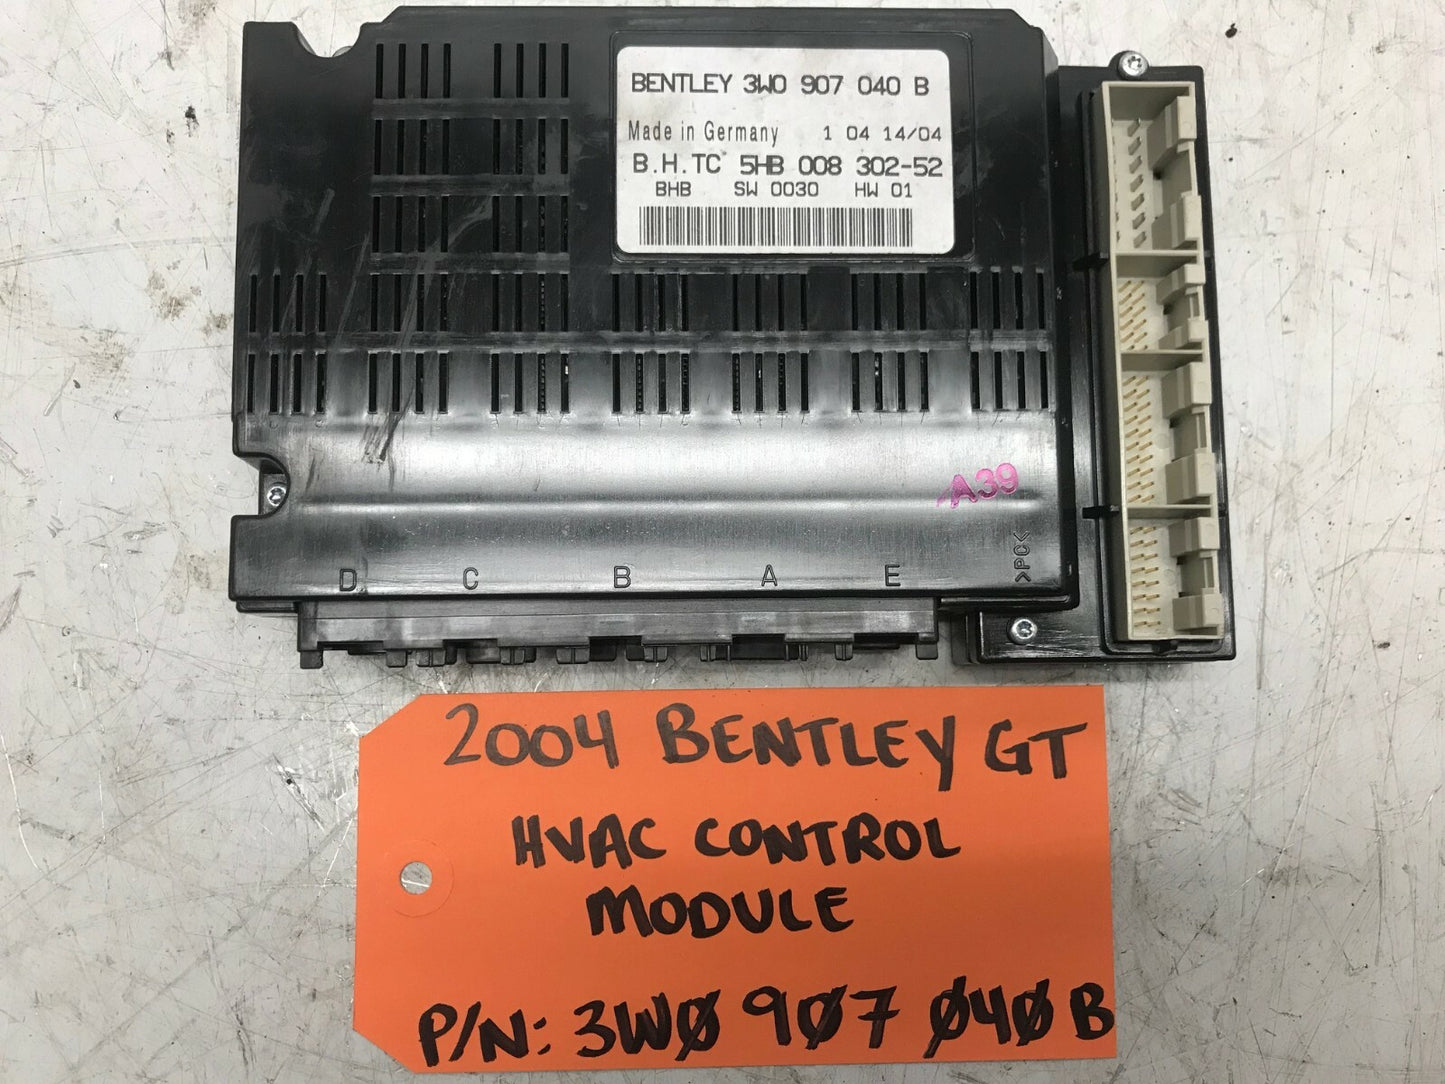 BENTLEY 3W0 907 040 B
Made in Germany 1 04 14/04
B.H.TC 5HB 008 302-52
BHB SW 0030 HW 01
A39
>PC<
D C B A E
2004 BENTLEY GT
HVAC CONTROL
MODULE
P/N: 3WØ 9Ø7 Ø4Ø B